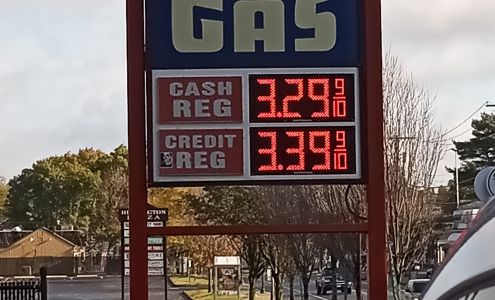 GAS
CASH
REG
3.29 9/10
CREDIT
REG
3.39 9/10